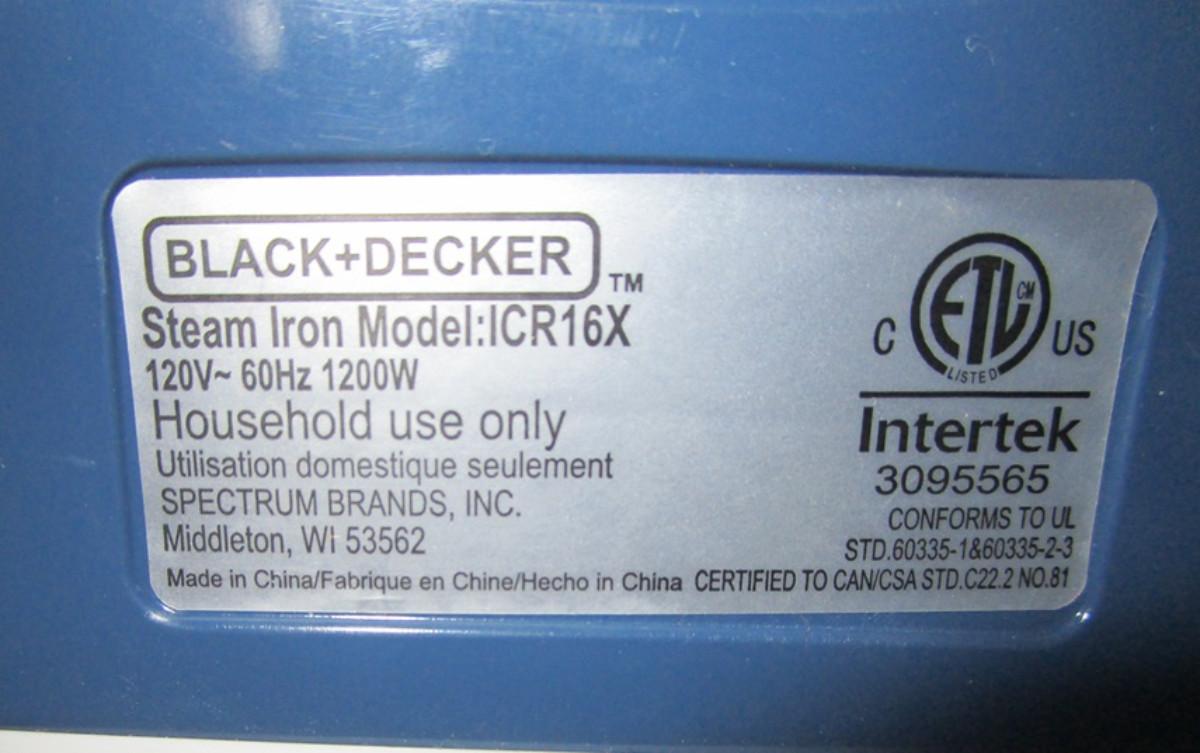 BLACK+DECKER TM
Steam Iron Model:ICR16X
120V~ 60Hz 1200W
Household use only
Utilisation domestique seulement
SPECTRUM BRANDS, INC.
Middleton, WI 53562
Made in China/Fabrique en Chine/Hecho in China
C ETL CM US
LISTED
Intertek
3095565
CONFORMS TO UL
STD.60335-1&60335-2-3
CERTIFIED TO CAN/CSA STD.C22.2 NO.81